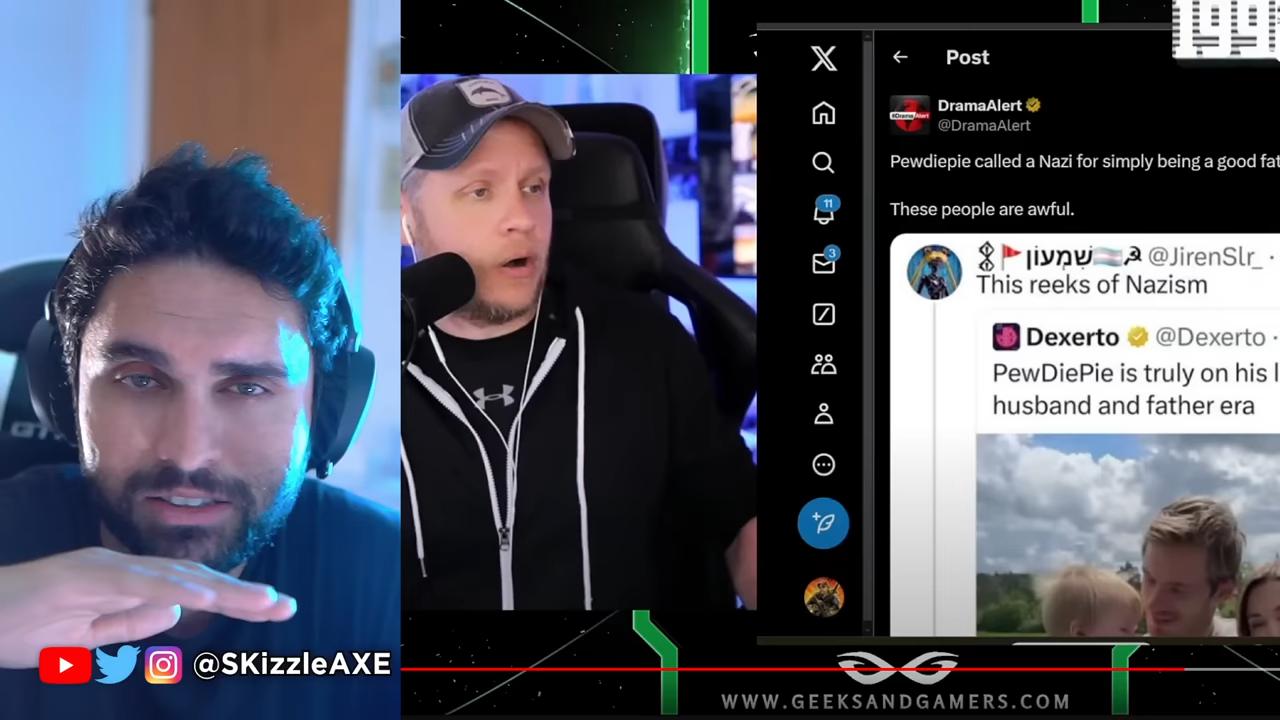 Post
DramaAlert
@DramaAlert
Pewdiepie called a Nazi for simply being a good fat
These people are awful.
שִׁמְעוֹן @JirenSlr_ ·
This reeks of Nazism
Dexerto @Dexerto ·
PewDiePie is truly on his l
husband and father era
11
3
@SKizzleAXE
WWW.GEEKSANDGAMERS.COM